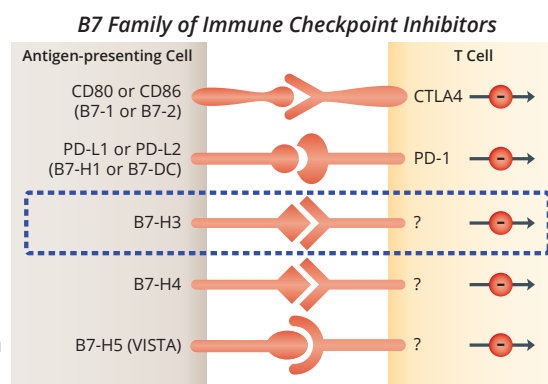 B7 Family of Immune Checkpoint Inhibitors
Antigen-presenting Cell
T Cell
CD80 or CD86
(B7-1 or B7-2)
CTLA4
-
PD-L1 or PD-L2
(B7-H1 or B7-DC)
PD-1
-
B7-H3
?
-
B7-H4
?
-
B7-H5 (VISTA)
?
-